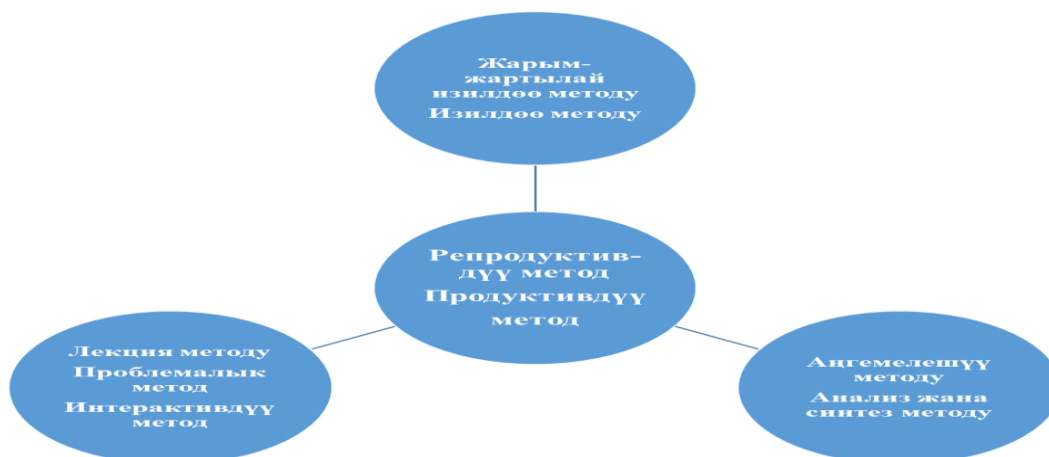 Жарым-
жартылай
изилдөө методу
Изилдөө методу
Репродуктив-
дүү метод
Продуктивдүү
метод
Лекция методу
Проблемалык
метод
Интерактивдүү
метод
Аңгемелешүү
методу
Анализ жана
синтез методу